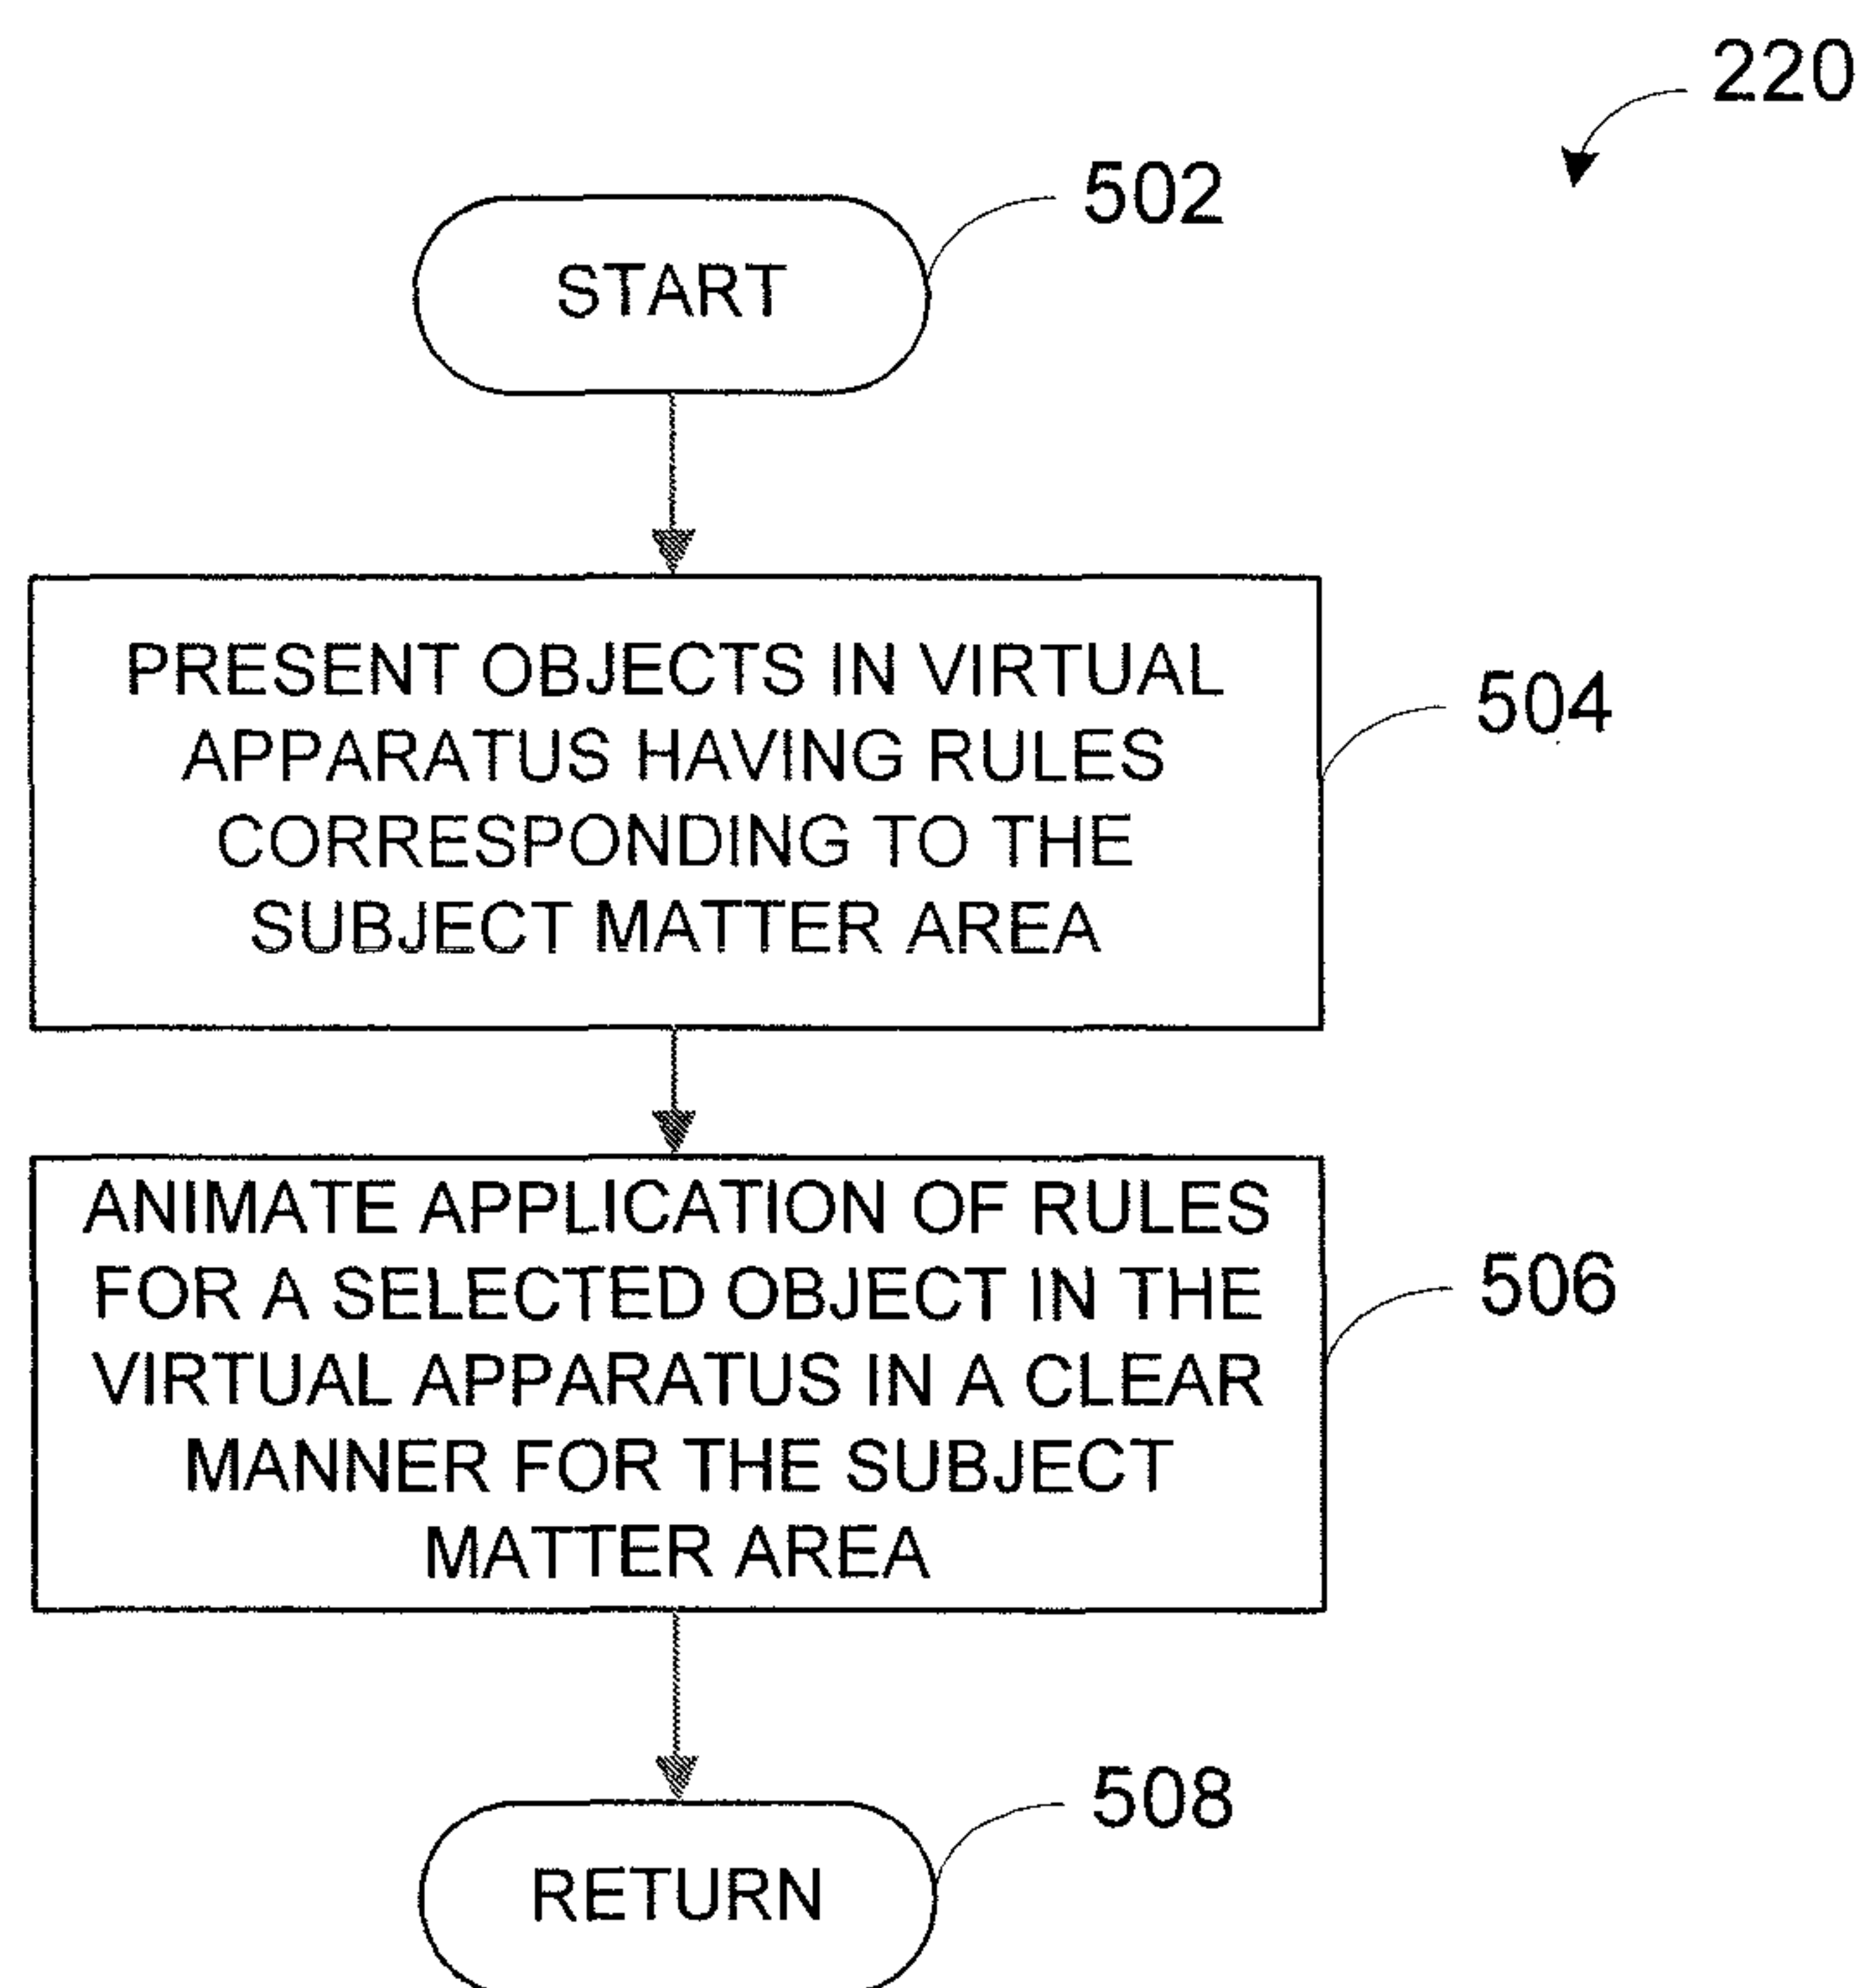 220
502
START
PRESENT OBJECTS IN VIRTUAL
APPARATUS HAVING RULES
CORRESPONDING TO THE
SUBJECT MATTER AREA
504
ANIMATE APPLICATION OF RULES
FOR A SELECTED OBJECT IN THE
VIRTUAL APPARATUS IN A CLEAR
MANNER FOR THE SUBJECT
MATTER AREA
506
508
RETURN